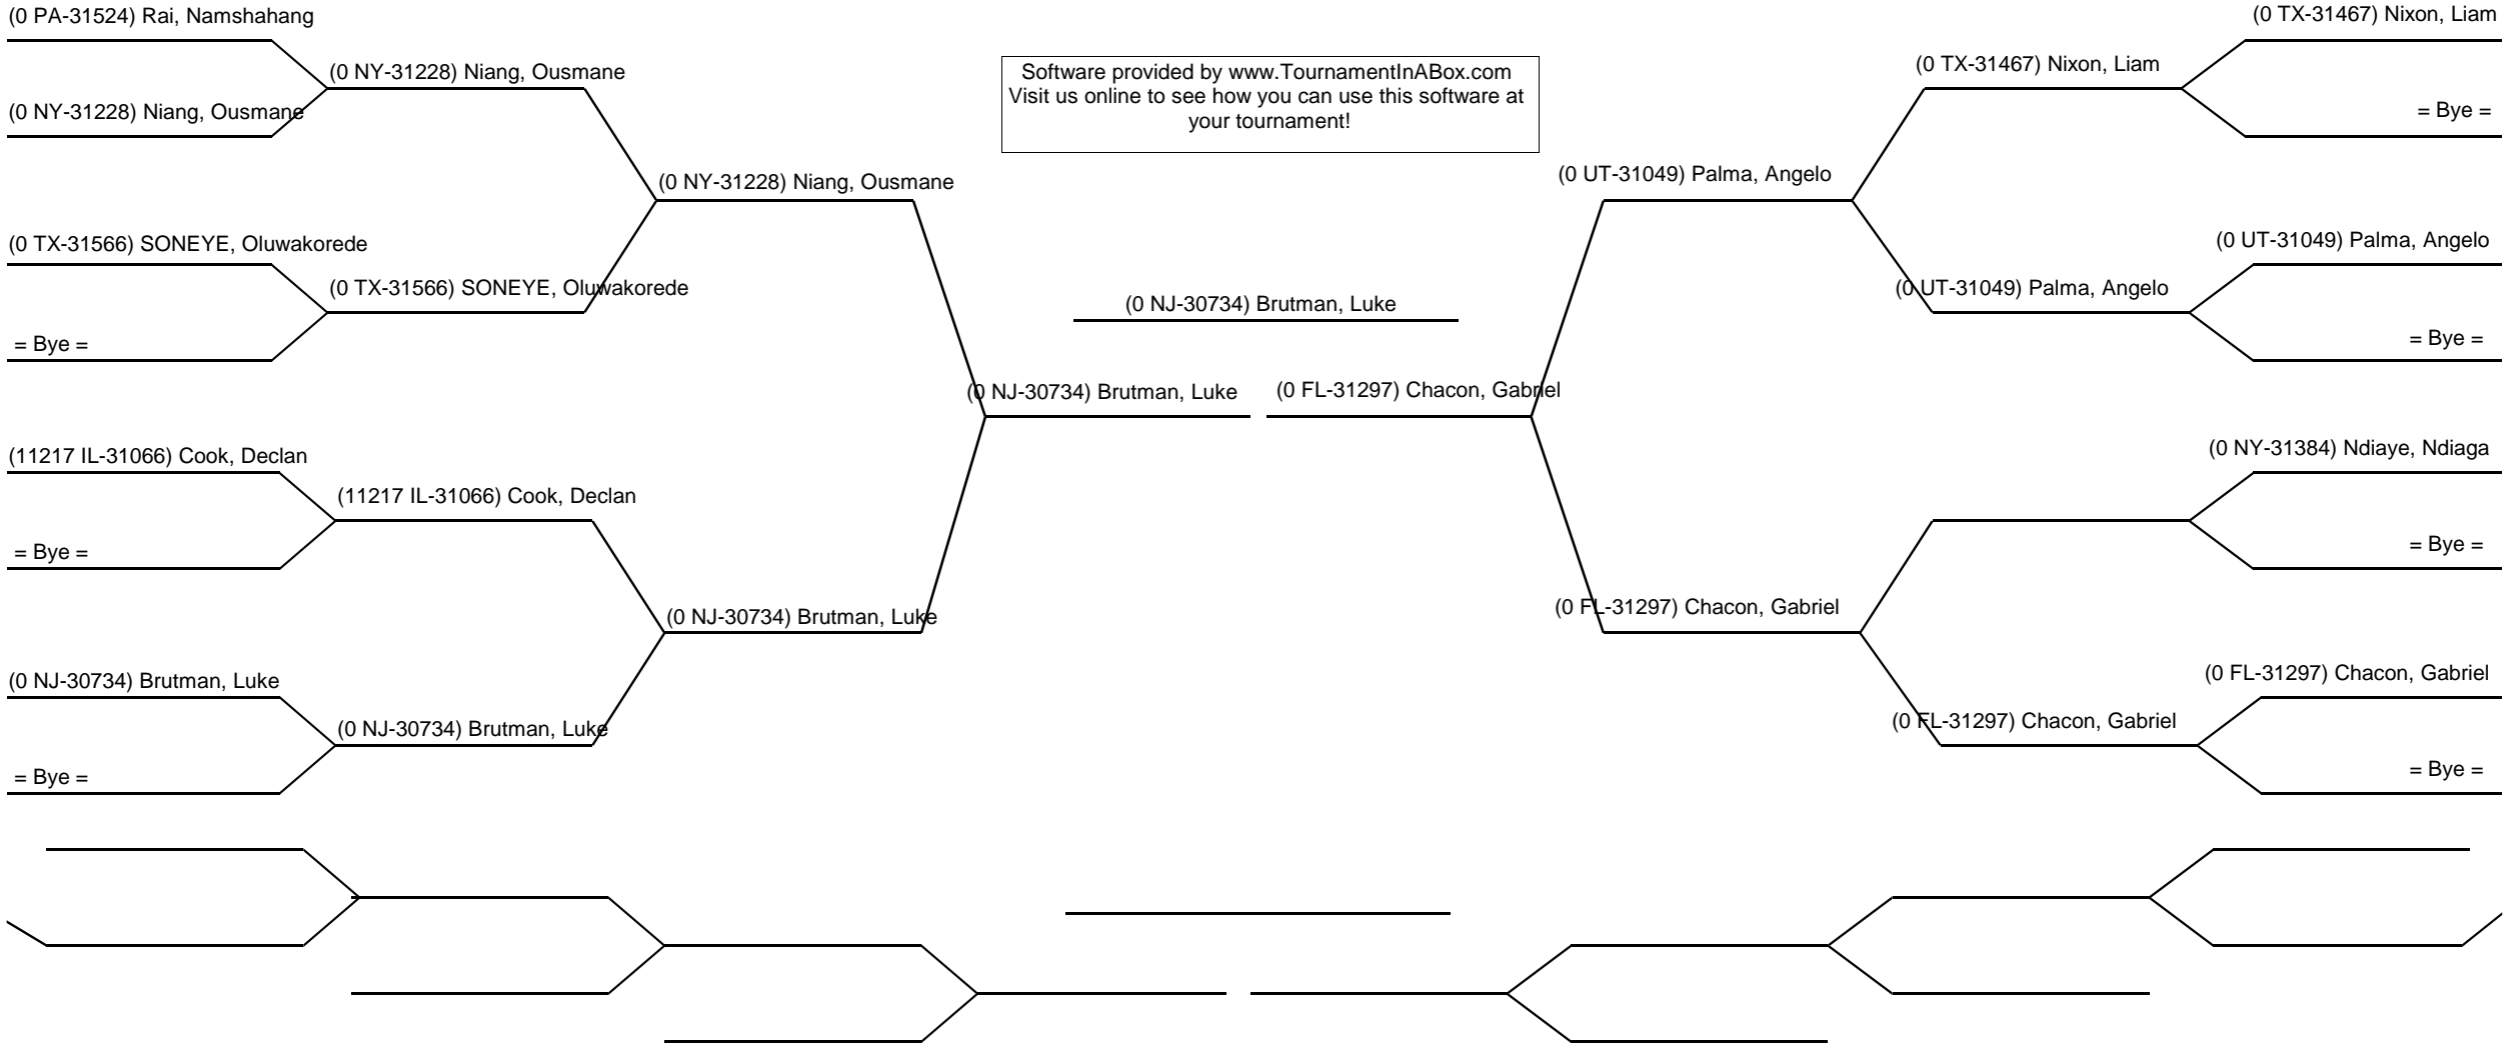 (0 PA-31524) Rai, Namshahang
(0 NY-31228) Niang, Ousmane
(0 NY-31228) Niang, Ousmane
(0 NY-31228) Niang, Ousmane
(0 TX-31566) SONEYE, Oluwakorede
(0 TX-31566) SONEYE, Oluwakorede
= Bye =
(11217 IL-31066) Cook, Declan
(11217 IL-31066) Cook, Declan
= Bye =
(0 NJ-30734) Brutman, Luke
(0 NJ-30734) Brutman, Luke
(0 NJ-30734) Brutman, Luke
= Bye =
(0 NJ-30734) Brutman, Luke
Software provided by www.TournamentInABox.com
Visit us online to see how you can use this software at
your tournament!
(0 NJ-30734) Brutman, Luke
(0 FL-31297) Chacon, Gabriel
(0 UT-31049) Palma, Angelo
(0 FL-31297) Chacon, Gabriel
(0 TX-31467) Nixon, Liam
(0 UT-31049) Palma, Angelo
(0 FL-31297) Chacon, Gabriel
(0 TX-31467) Nixon, Liam
= Bye =
(0 UT-31049) Palma, Angelo
= Bye =
(0 NY-31384) Ndiaye, Ndiaga
= Bye =
(0 FL-31297) Chacon, Gabriel
= Bye =